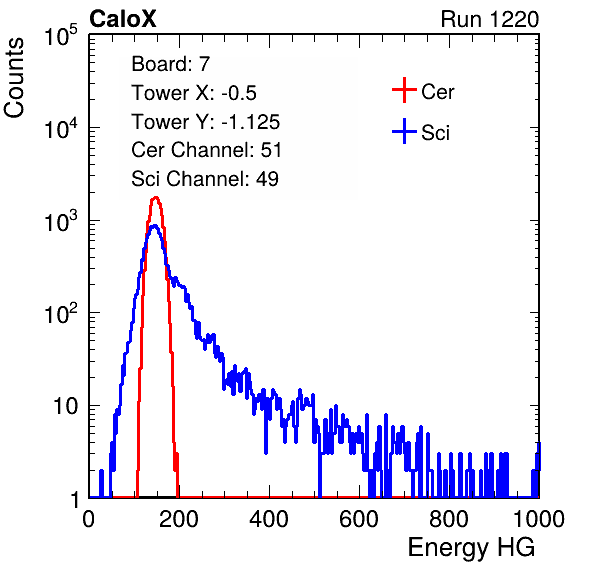 CaloX Run 1220
Board: 7
Tower X: -0.5
Tower Y: -1.125
Cer Channel: 51
Sci Channel: 49
Cer
Sci
Counts
10^5
10^4
10^3
10^2
10
1
0 200 400 600 800 1000
Energy HG